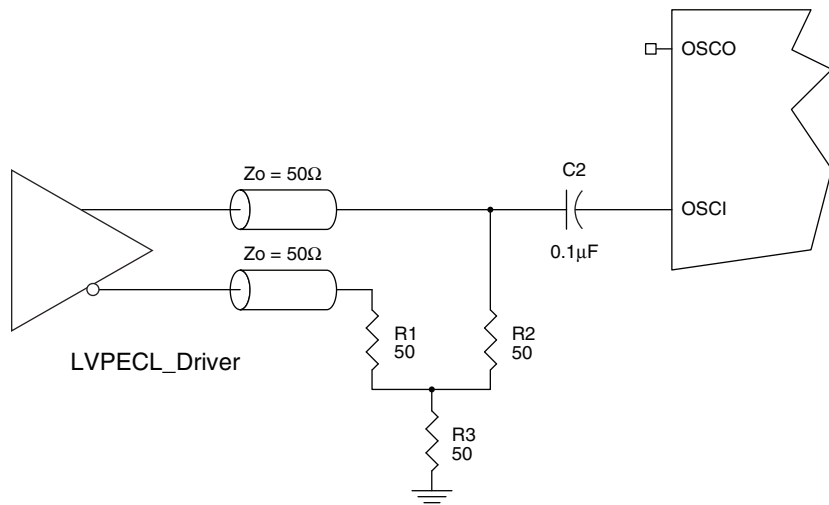 OSCO
Zo = 50Ω
C2
OSCI
0.1μF
Zo = 50Ω
R1
50
R2
50
LVPECL_Driver
R3
50